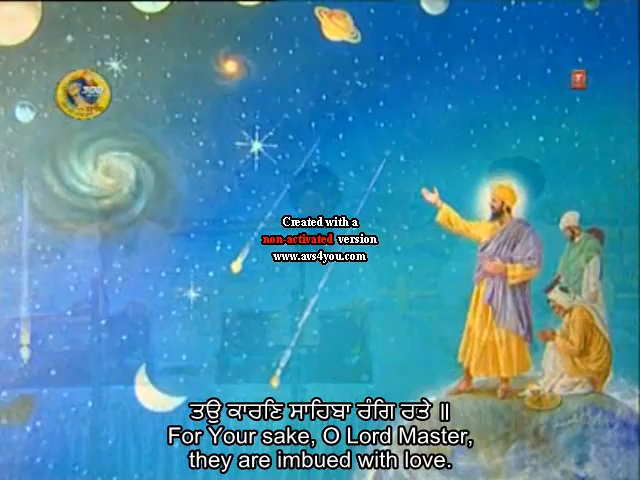 Created with a
non-activated version
www.avs4you.com
ਤਉ ਕਾਰਣਿ ਸਾਹਿਬਾ ਰੰਗਿ ਰਤੇ ॥
For Your sake, O Lord Master,
they are imbued with love.